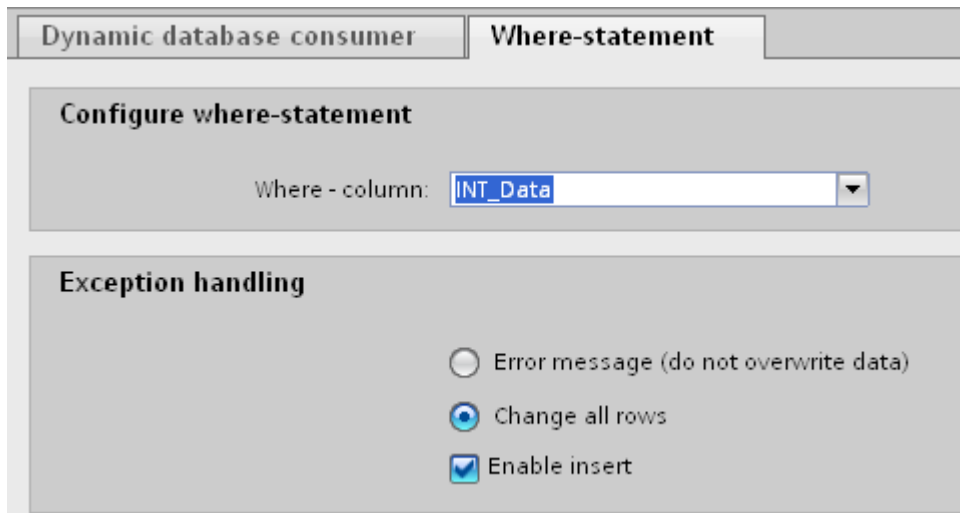 Dynamic database consumer
Where-statement
Configure where-statement
Where - column: INT_Data
Exception handling
Error message (do not overwrite data)
Change all rows
Enable insert